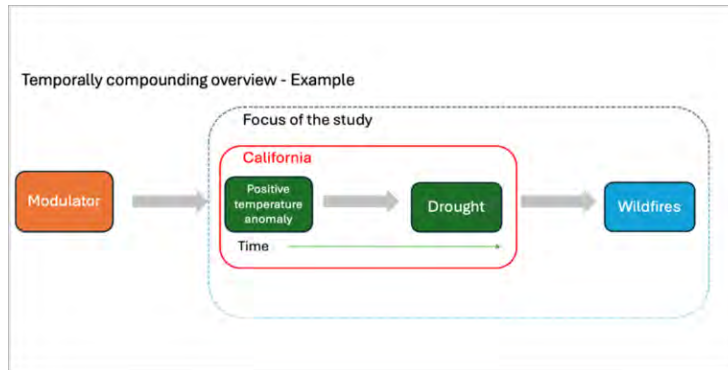 Temporally compounding overview - Example
Focus of the study
California
Modulator
Positive
temperature
anomaly
Drought
Wildfires
Time